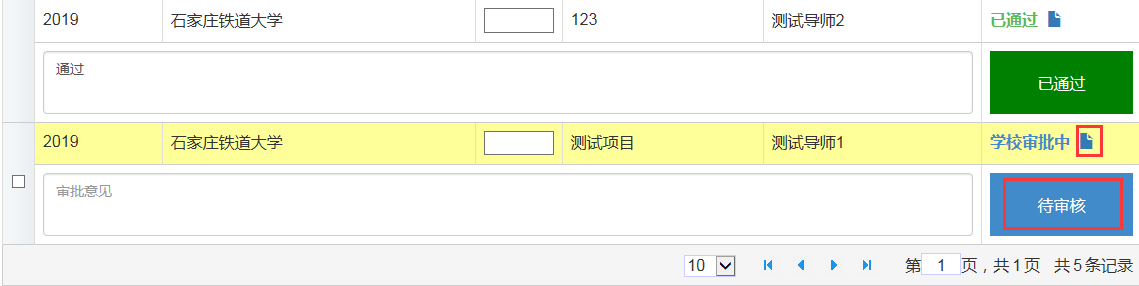 2019 石家庄铁道大学 123 测试导师2 已通过
通过 已通过
2019 石家庄铁道大学 测试项目 测试导师1 学校审批中
审批意见 待审核
10 第 1 页，共1页 共5条记录